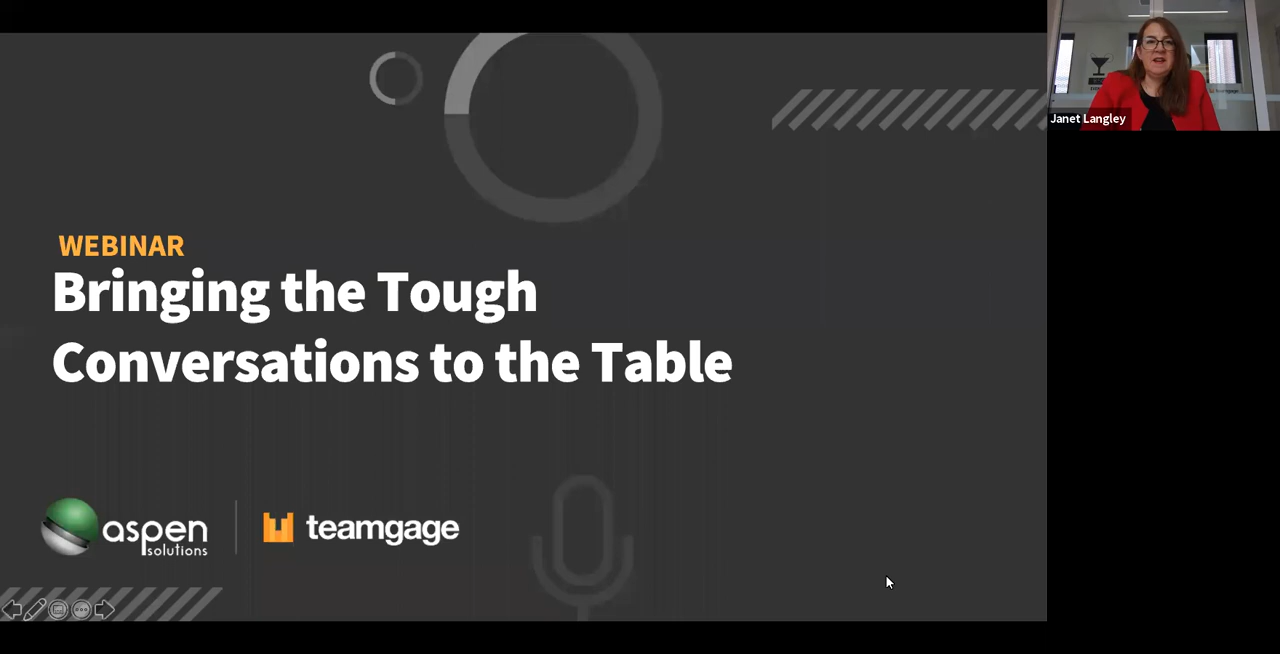 WEBINAR
Bringing the Tough
Conversations to the Table
aspen
solutions
teamgage
Janet Langley